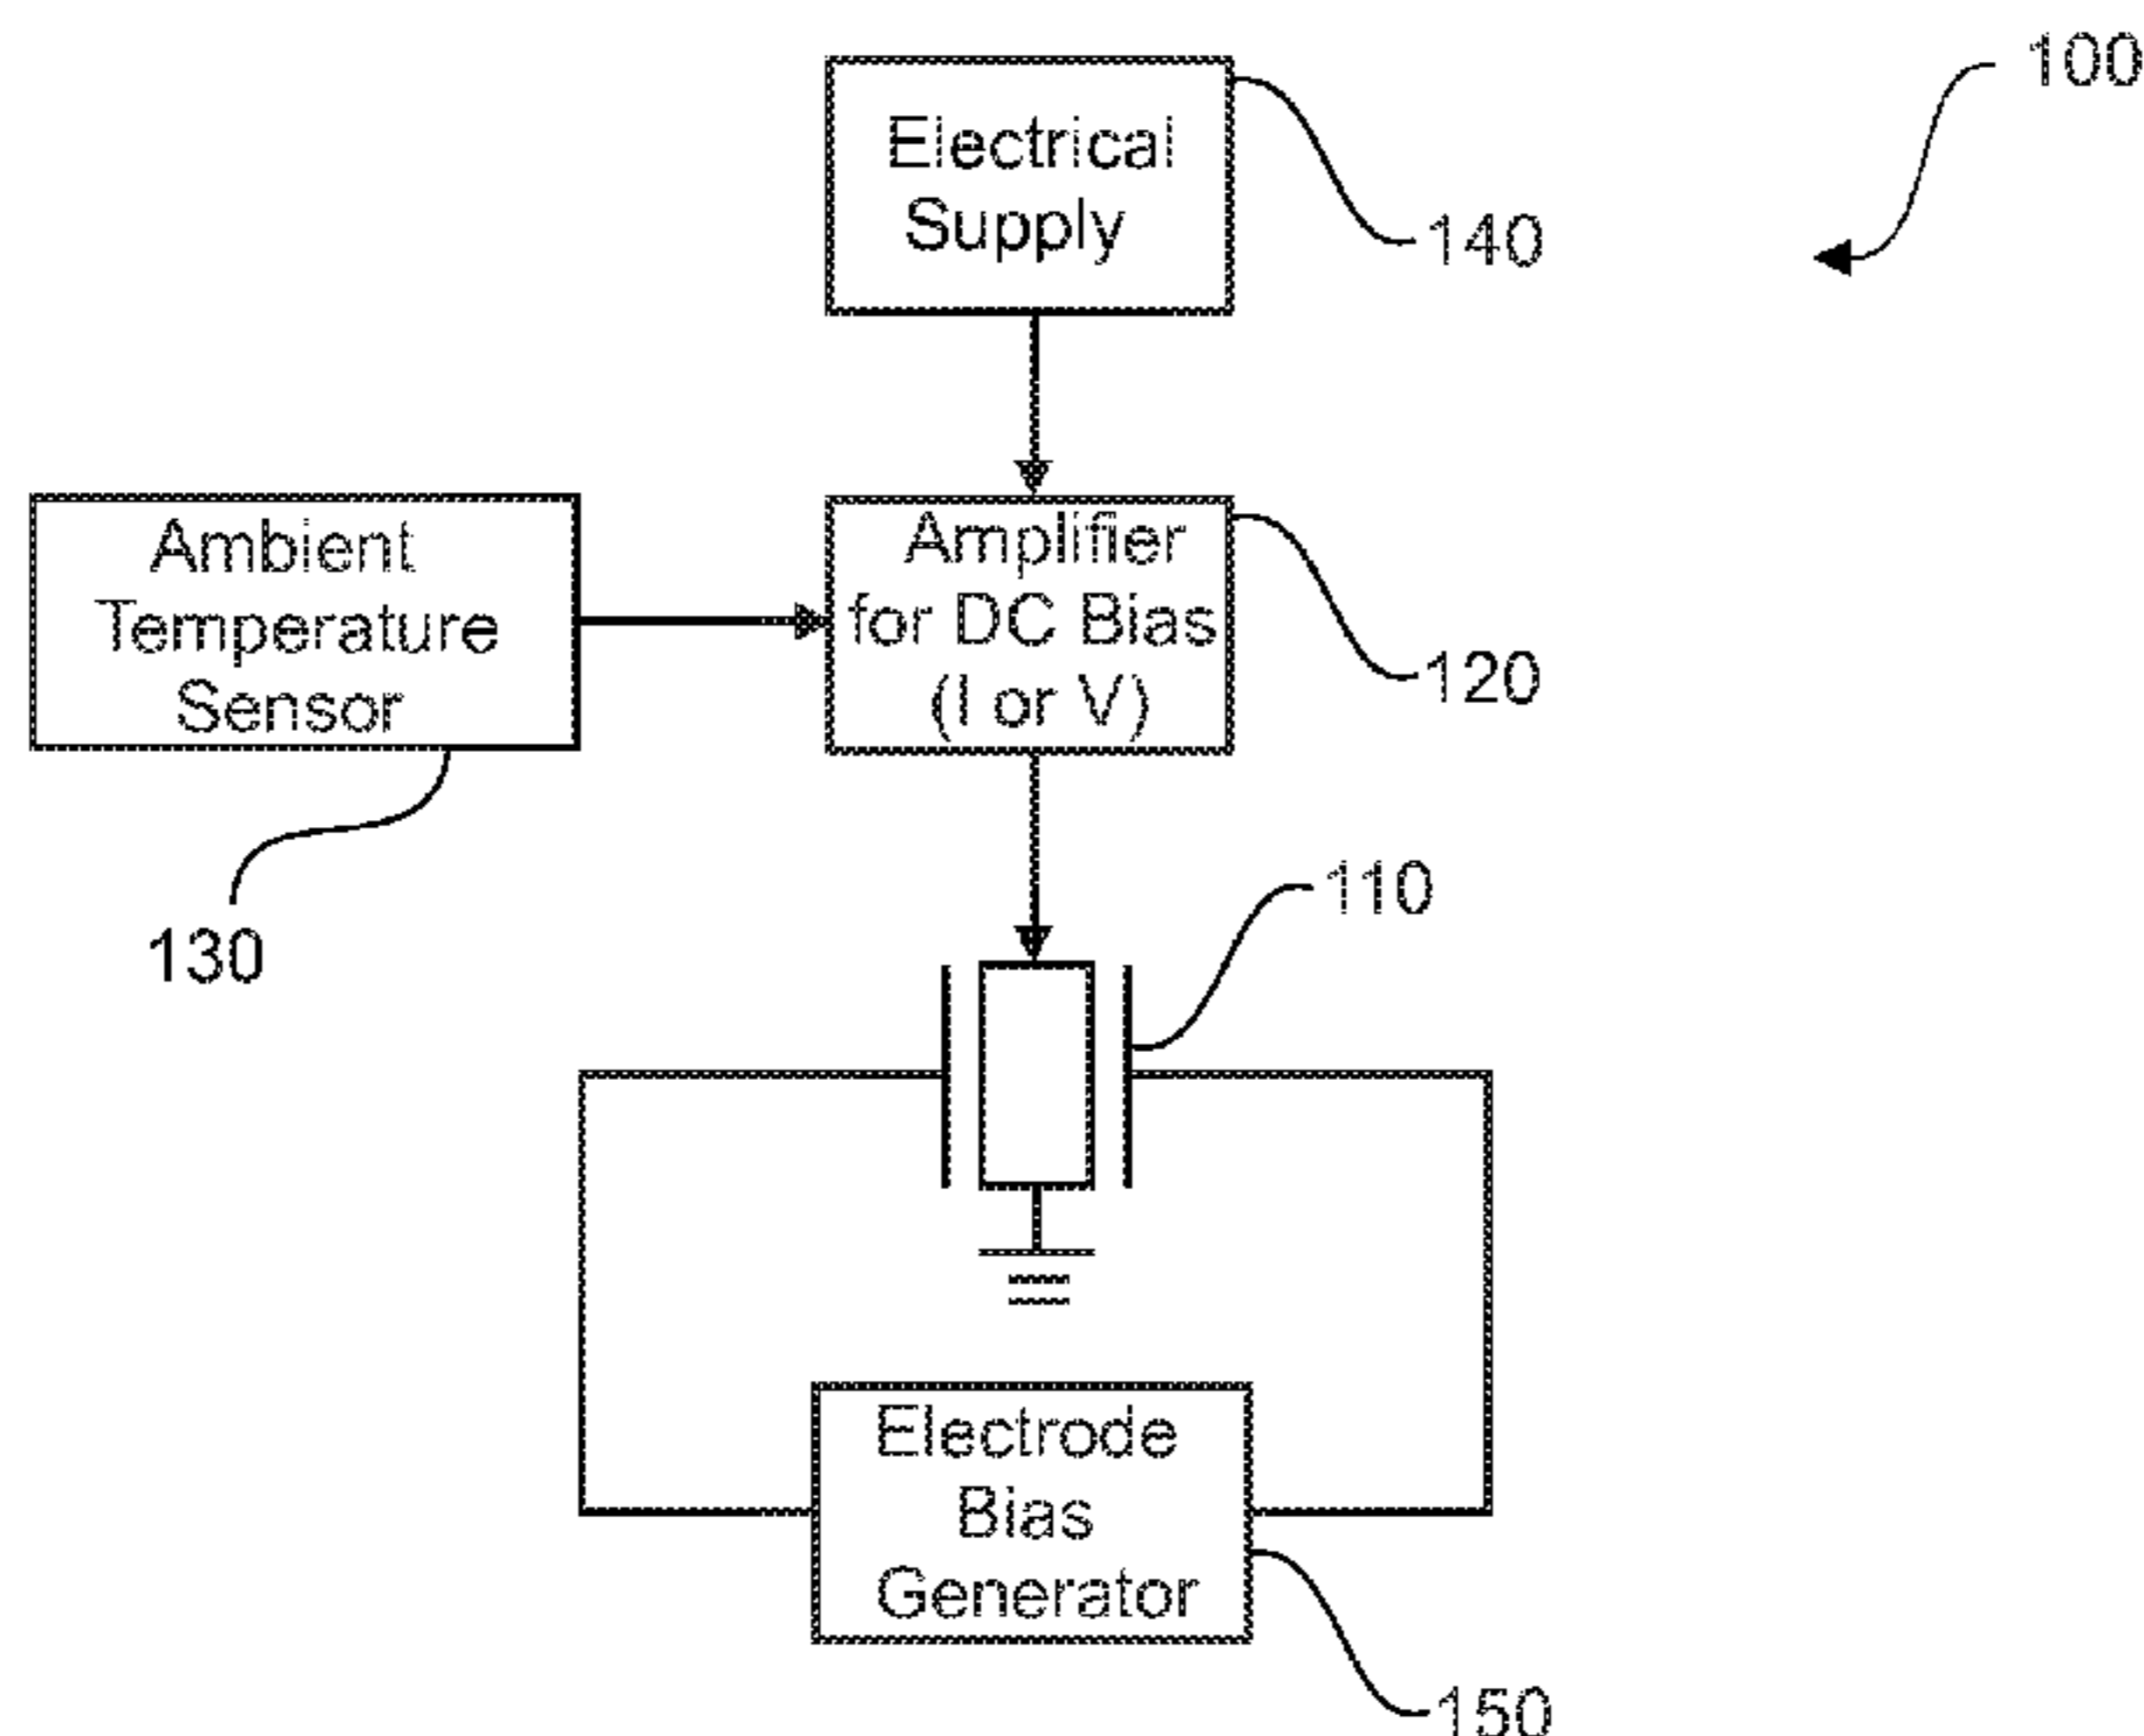 100
Electrical
Supply
140
Ambient
Temperature
Sensor
Amplifier
for DC Bias
(I or V)
120
130
110
Electrode
Bias
Generator
150